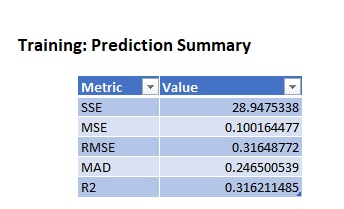 Training: Prediction Summary
Metric Value
SSE 28.9475338
MSE 0.100164477
RMSE 0.31648772
MAD 0.246500539
R2 0.316211485